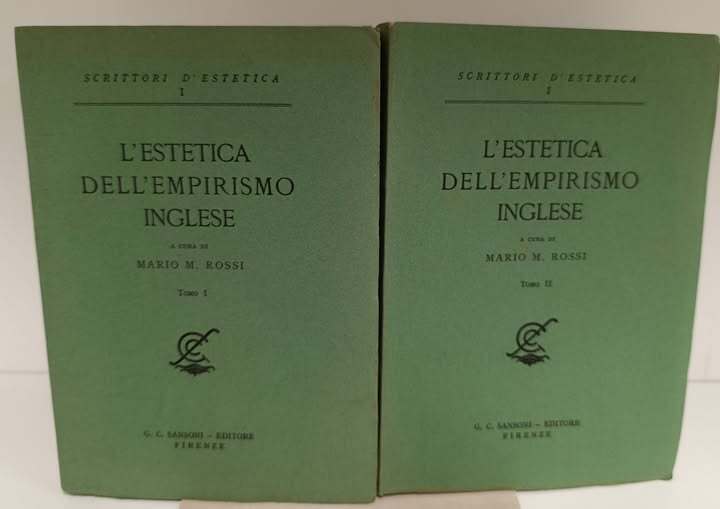 SCRITTORI D'ESTETICA
I
L'ESTETICA
DELL'EMPIRISMO
INGLESE
A CURA DI
MARIO M. ROSSI
Tomo I
G. C. SANSONI - EDITORE
FIRENZE
SCRITTORI D'ESTETICA
I
L'ESTETICA
DELL'EMPIRISMO
INGLESE
A CURA DI
MARIO M. ROSSI
Tomo II
G. C. SANSONI - EDITORE
FIRENZE